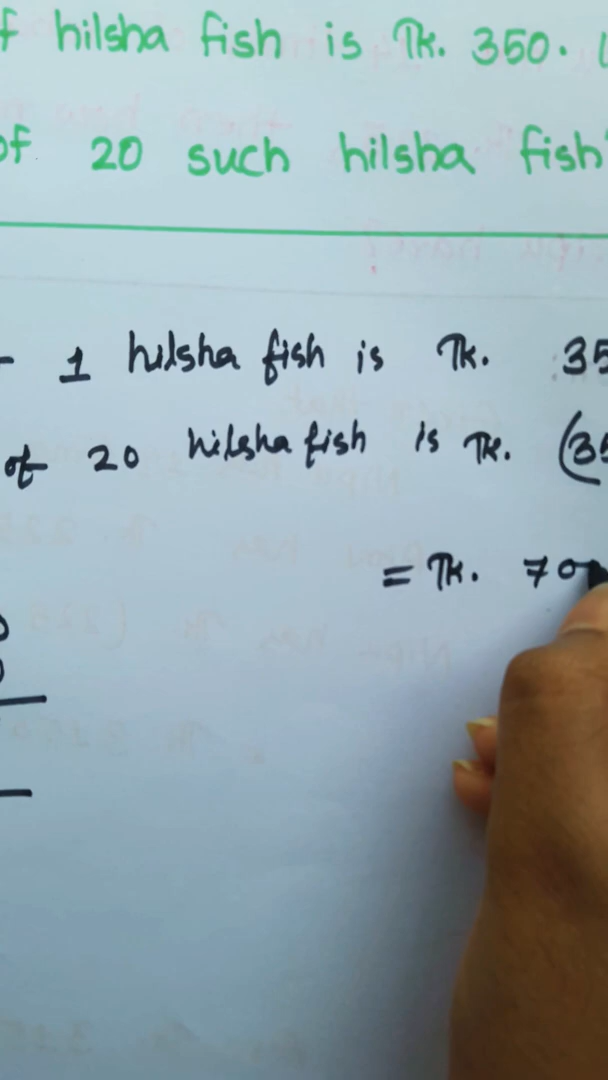 f hilsha fish is Tk. 350.
of 20 such hilsha fish?
1 hilsha fish is Tk. 35
of 20 hilsha fish is Tk. (35
= Tk. 70